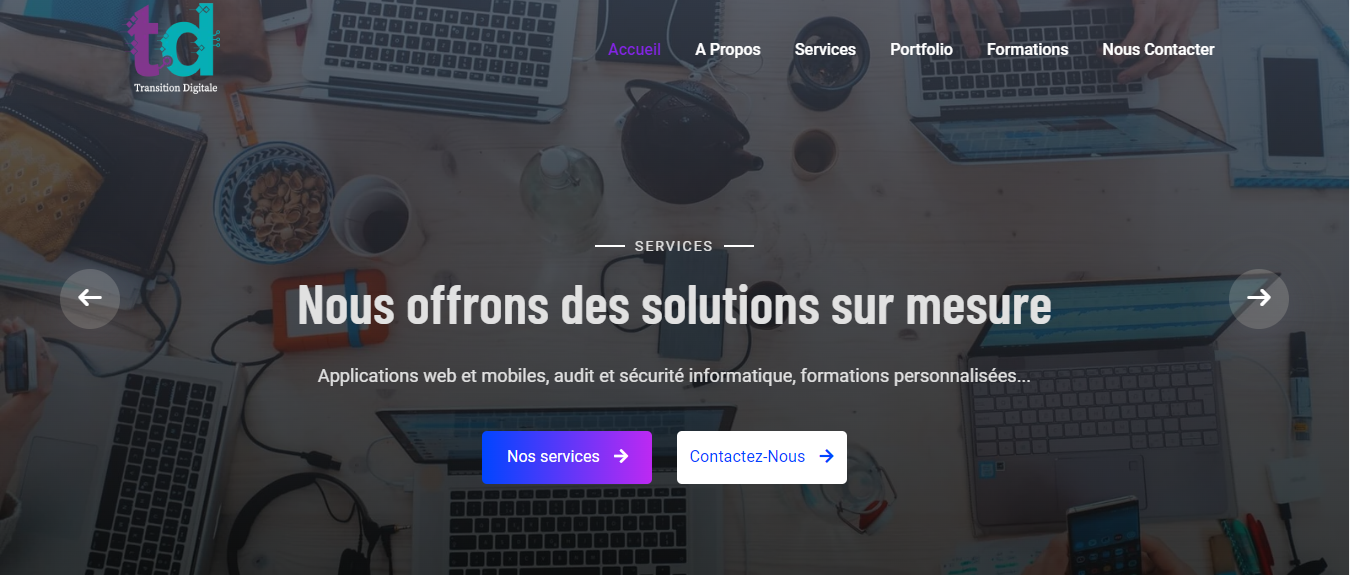 td
Transition Digitale
Accueil A Propos Services Portfolio Formations Nous Contacter
SERVICES
Nous offrons des solutions sur mesure
Applications web et mobiles, audit et sécurité informatique, formations personnalisées...
Nos services
Contactez-Nous